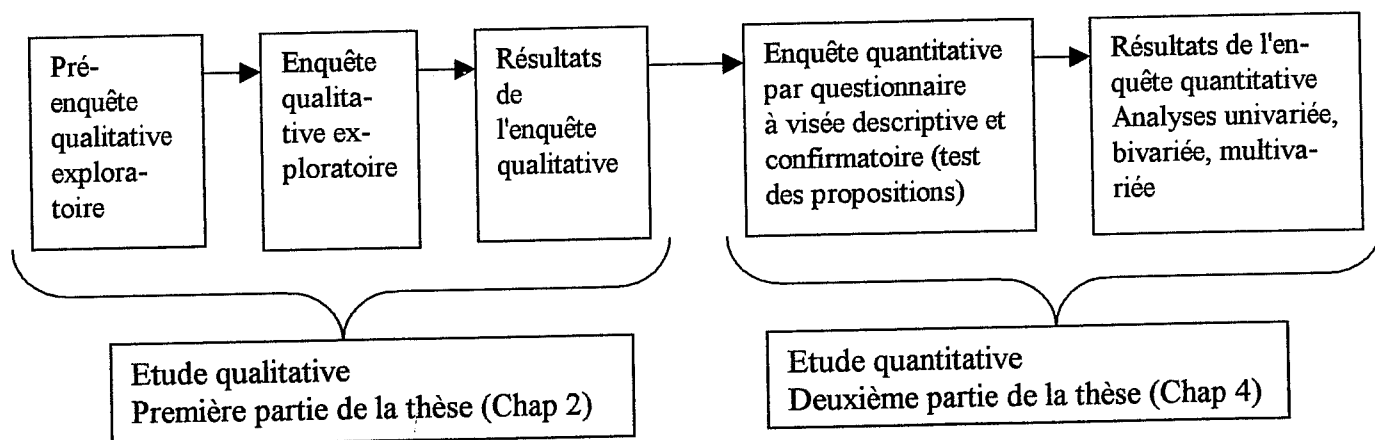 Pré-
enquête
qualitative
explora-
toire
Enquête
qualita-
tive ex-
ploratoire
Résultats
de
l'enquête
qualitative
Enquête quantitative
par questionnaire
à visée descriptive et
confirmatoire (test
des propositions)
Résultats de l'en-
quête quantitative
Analyses univariée,
bivariée, multiva-
riée
Etude qualitative
Première partie de la thèse (Chap 2)
Etude quantitative
Deuxième partie de la thèse (Chap 4)